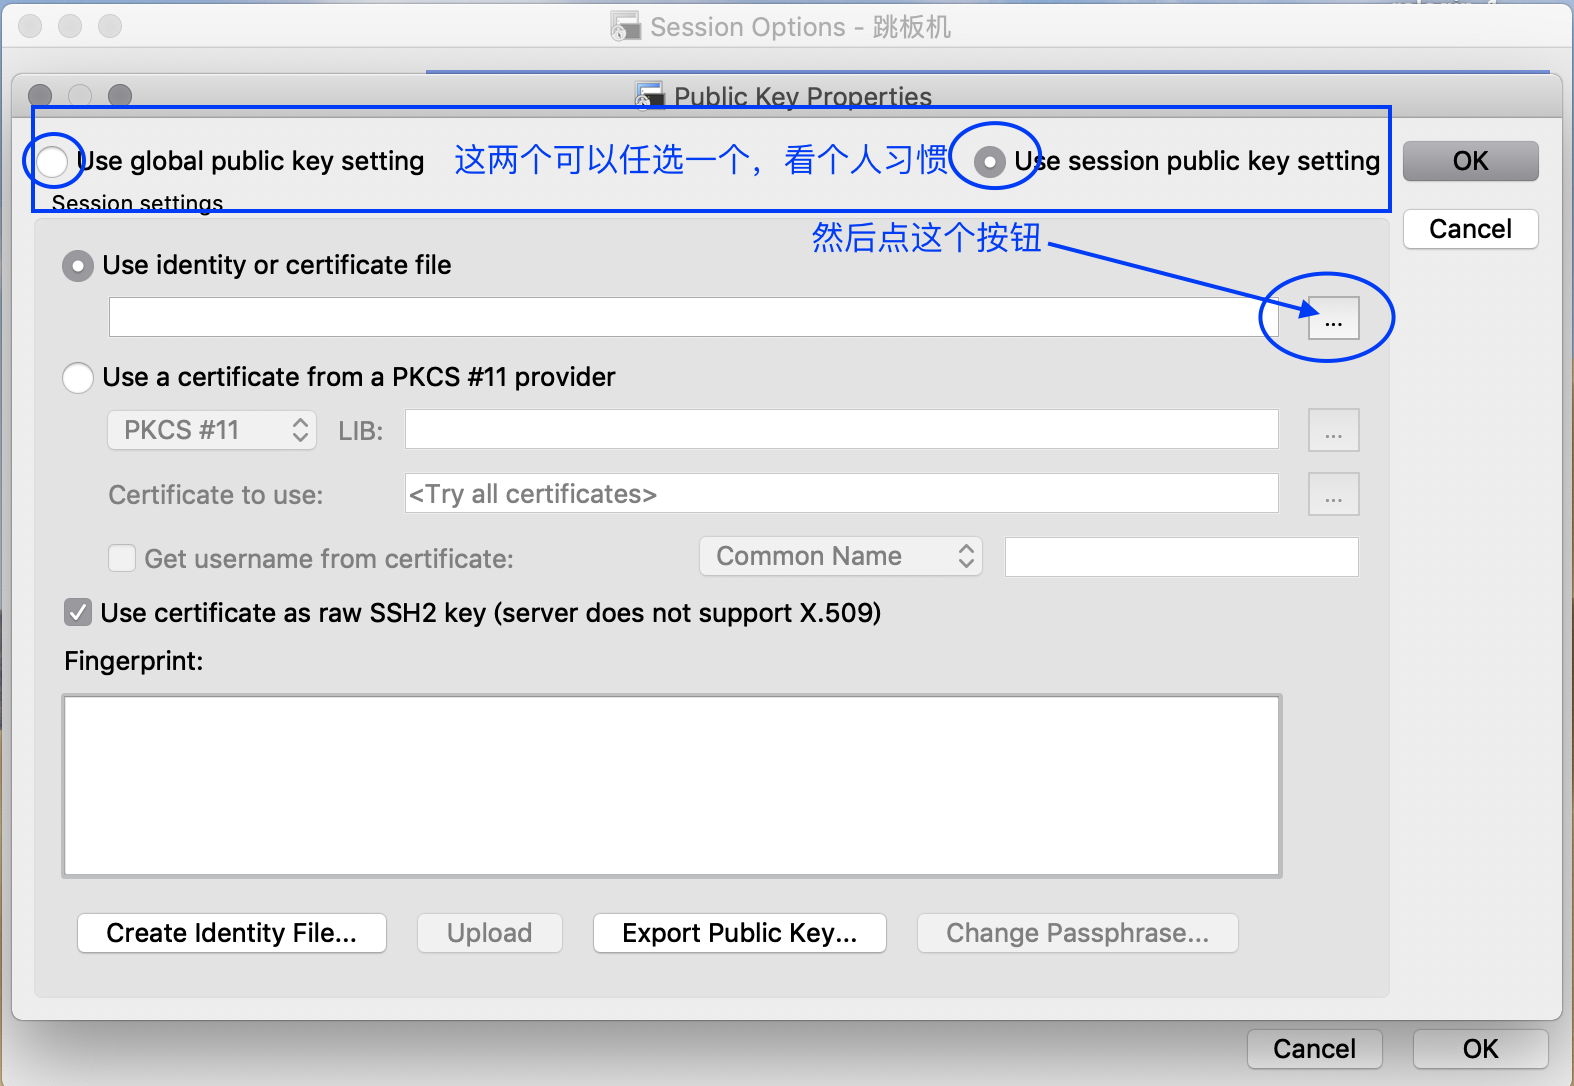 Session Options - 跳板机
Public Key Properties
Use global public key setting
这两个可以任选一个，看个人习惯
Use session public key setting
OK
Session settings
然后点这个按钮
Cancel
Use identity or certificate file
...
Use a certificate from a PKCS #11 provider
PKCS #11
LIB:
...
Certificate to use:
<Try all certificates>
...
Get username from certificate:
Common Name
Use certificate as raw SSH2 key (server does not support X.509)
Fingerprint:
Create Identity File...
Upload
Export Public Key...
Change Passphrase...
Cancel
OK